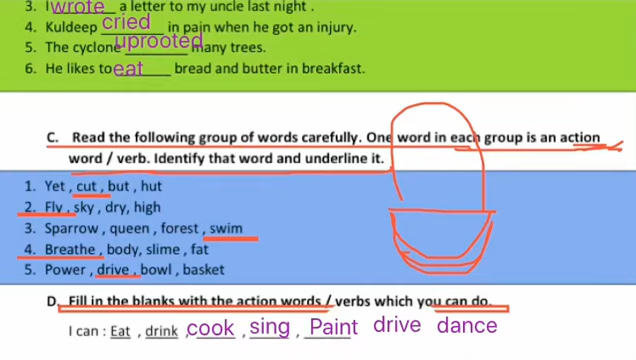 3. I wrote a letter to my uncle last night .
4. Kuldeep cried in pain when he got an injury.
5. The cyclone uprooted many trees.
6. He likes to eat bread and butter in breakfast.
C. Read the following group of words carefully. One word in each group is an action
word / verb. Identify that word and underline it.
1. Yet , cut , but , hut
2. Fly , sky , dry, high
3. Sparrow , queen , forest , swim
4. Breathe , body, slime , fat
5. Power , drive , bowl , basket
D. Fill in the blanks with the action words / verbs which you can do.
I can : Eat , drink , cook , sing , Paint drive dance